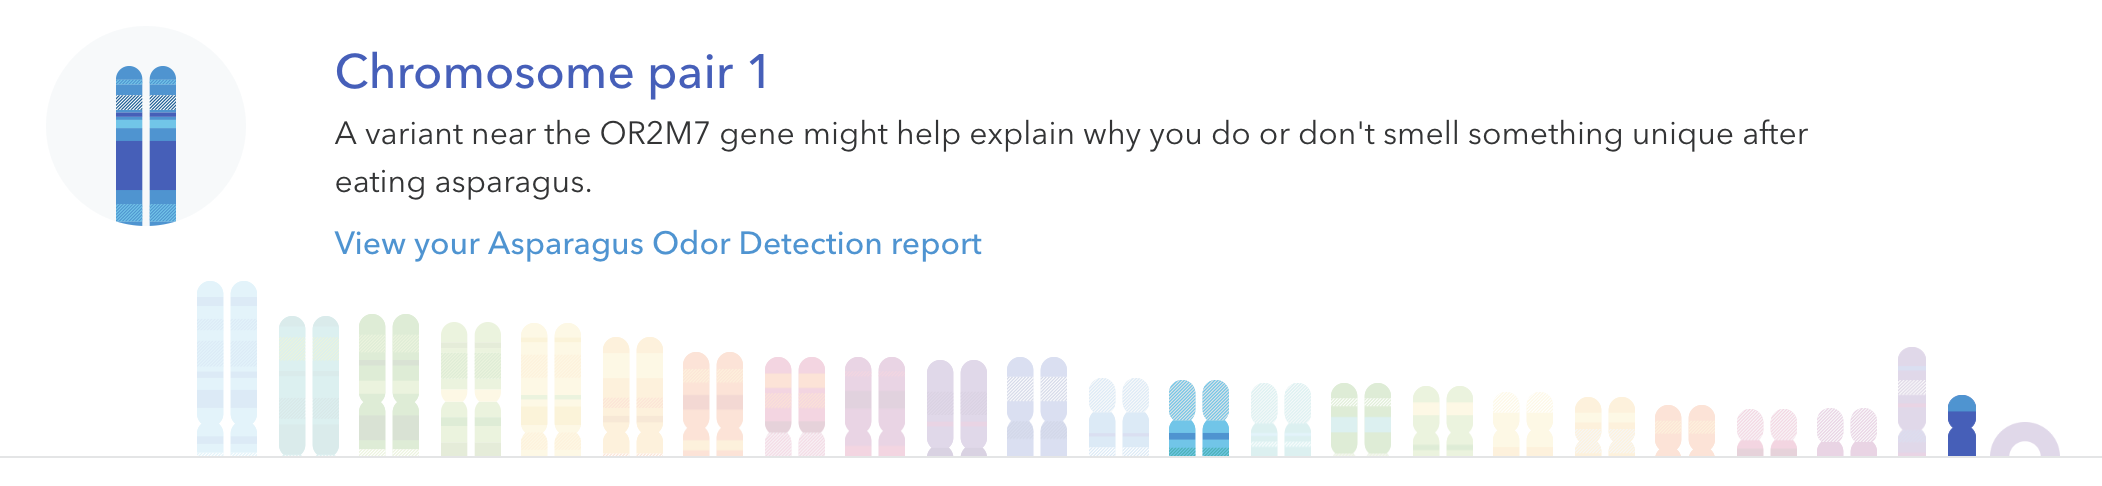 Chromosome pair 1
A variant near the OR2M7 gene might help explain why you do or don't smell something unique after
eating asparagus.
View your Asparagus Odor Detection report